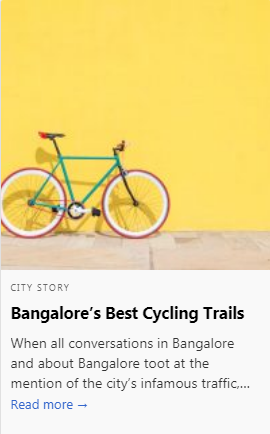 CITY STORY
Bangalore’s Best Cycling Trails
When all conversations in Bangalore
and about Bangalore toot at the
mention of the city’s infamous traffic,...
Read more →